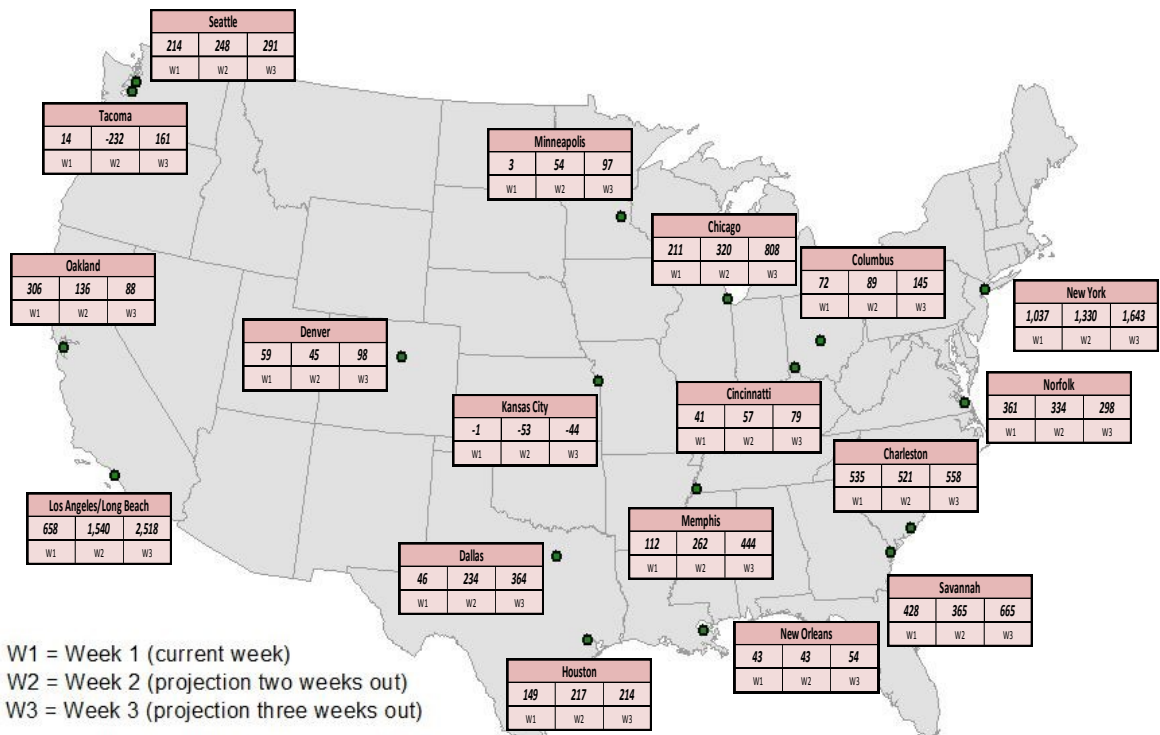 Seattle
214 248 291
W1 W2 W3
Tacoma
14 -232 161
W1 W2 W3
Minneapolis
3 54 97
W1 W2 W3
Chicago
211 320 808
W1 W2 W3
Columbus
72 89 145
W1 W2 W3
Oakland
306 136 88
W1 W2 W3
New York
1,037 1,330 1,643
W1 W2 W3
Denver
59 45 98
W1 W2 W3
Norfolk
361 334 298
W1 W2 W3
Cincinnatti
41 57 79
W1 W2 W3
Kansas City
-1 -53 -44
W1 W2 W3
Charleston
535 521 558
W1 W2 W3
Los Angeles/Long Beach
658 1,540 2,518
W1 W2 W3
Memphis
112 262 444
W1 W2 W3
Dallas
46 234 364
W1 W2 W3
Savannah
428 365 665
W1 W2 W3
New Orleans
43 43 54
W1 W2 W3
Houston
149 217 214
W1 W2 W3
W1 = Week 1 (current week)
W2 = Week 2 (projection two weeks out)
W3 = Week 3 (projection three weeks out)